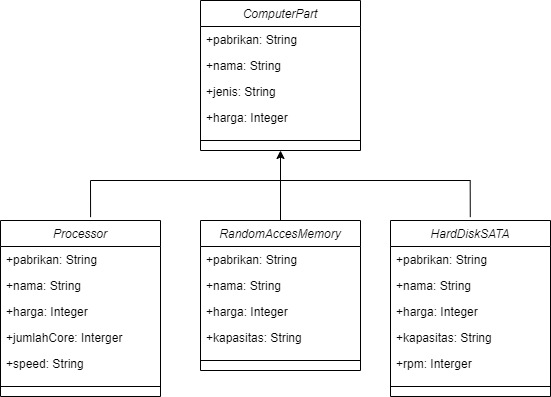 ComputerPart
+pabrikan: String
+nama: String
+jenis: String
+harga: Integer
Processor
+pabrikan: String
+nama: String
+harga: Integer
+jumlahCore: Interger
+speed: String
RandomAccesMemory
+pabrikan: String
+nama: String
+harga: Integer
+kapasitas: String
HardDiskSATA
+pabrikan: String
+nama: String
+harga: Integer
+kapasitas: String
+rpm: Interger